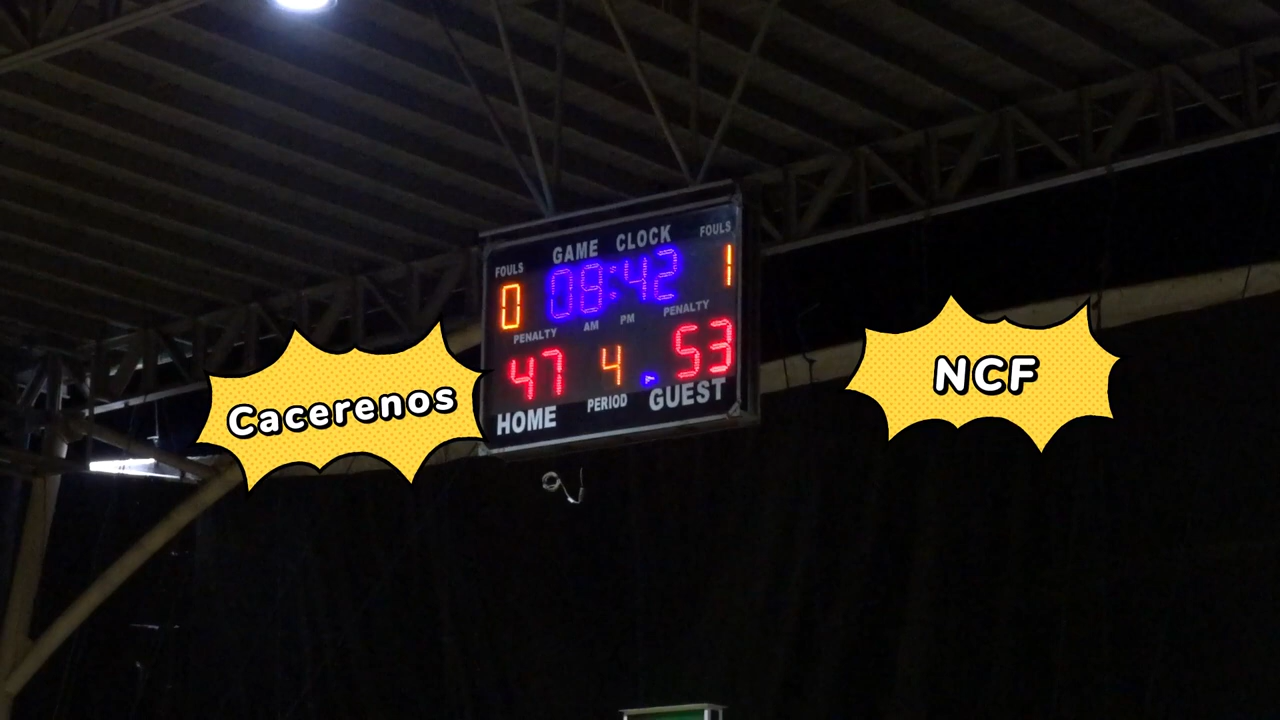 GAME CLOCK
FOULS
FOULS
08:42
0
1
PENALTY
AM
PM
PENALTY
47
4
53
HOME
PERIOD
GUEST
Cacerenos
NCF